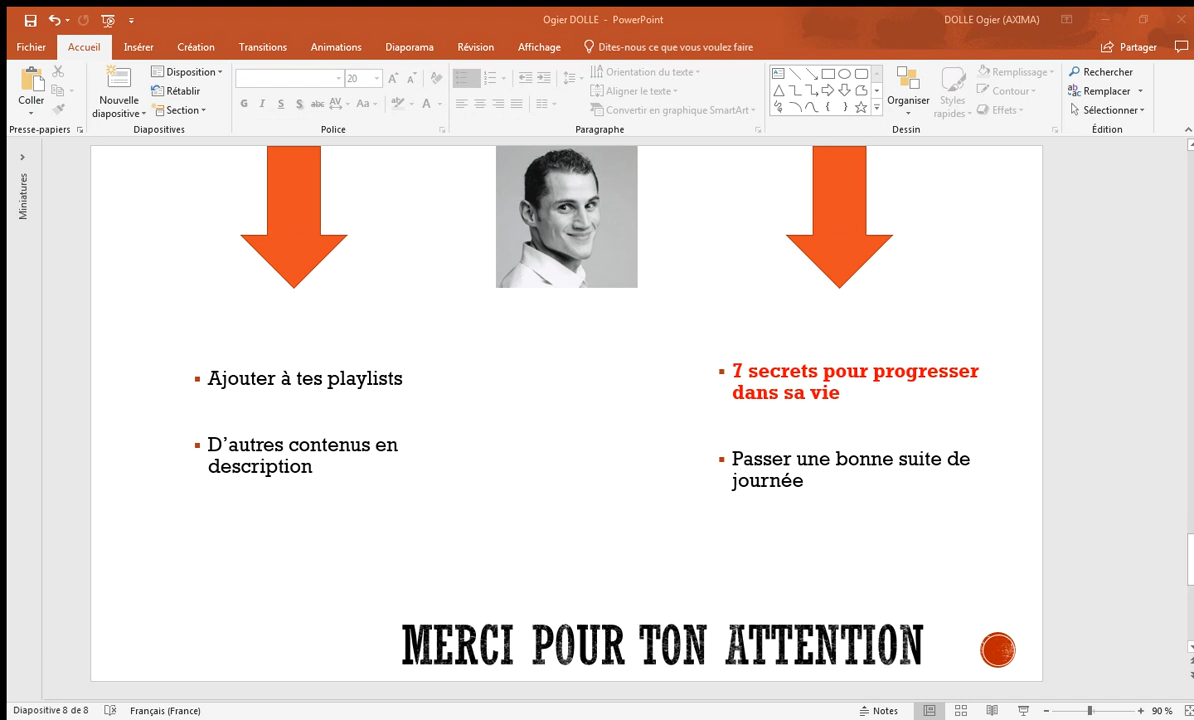 Ogier DOLLE - PowerPoint
DOLLE Ogier (AXIMA)
Fichier
Accueil
Insérer
Création
Transitions
Animations
Diaporama
Révision
Affichage
Dites-nous ce que vous voulez faire
Partager
Coller
Presse-papiers
Nouvelle
diapositive
Disposition
Rétablir
Section
Diapositives
20
A A
G I S S abc AV Aa A
Police
Orientation du texte
Aligner le texte
Convertir en graphique SmartArt
Paragraphe
Organiser
Styles
rapides
Remplissage
Contour
Effets
Dessin
Rechercher
Remplacer
Sélectionner
Édition
Miniatures
Ajouter à tes playlists
D'autres contenus en
description
7 secrets pour progresser
dans sa vie
Passer une bonne suite de
journée
MERCI POUR TON ATTENTION
Diapositive 8 de 8
Français (France)
Notes
90 %